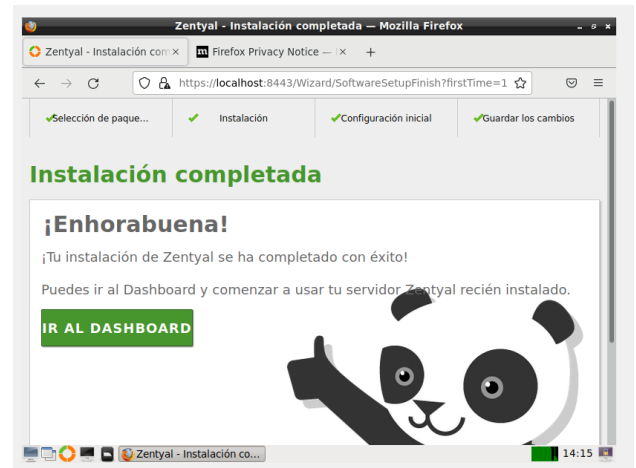 Zentyal - Instalación completada — Mozilla Firefox
Zentyal - Instalación com
Firefox Privacy Notice —
https://localhost:8443/Wizard/SoftwareSetupFinish?firstTime=1
Selección de paque...
Instalación
Configuración inicial
Guardar los cambios
Instalación completada
¡Enhorabuena!
¡Tu instalación de Zentyal se ha completado con éxito!
Puedes ir al Dashboard y comenzar a usar tu servidor Zentyal recién instalado.
IR AL DASHBOARD
Zentyal - Instalación co...
14:15